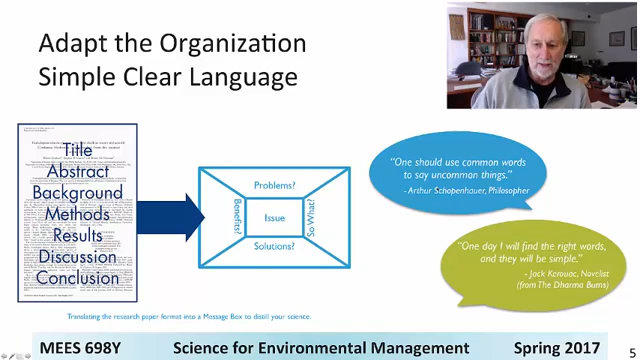 Adapt the Organization
Simple Clear Language
Title
Abstract
Background
Methods
Results
Discussion
Conclusion
Problems?
Benefits?
Issue
So What?
Solutions?
Translating the research paper format into a Message Box to distill your science.
"One should use common words
to say uncommon things."
- Arthur Schopenhauer, Philosopher
"One day I will find the right words,
and they will be simple."
- Jack Kerouac, Novelist
(from The Dharma Bums)
MEES 698Y Science for Environmental Management Spring 2017
5